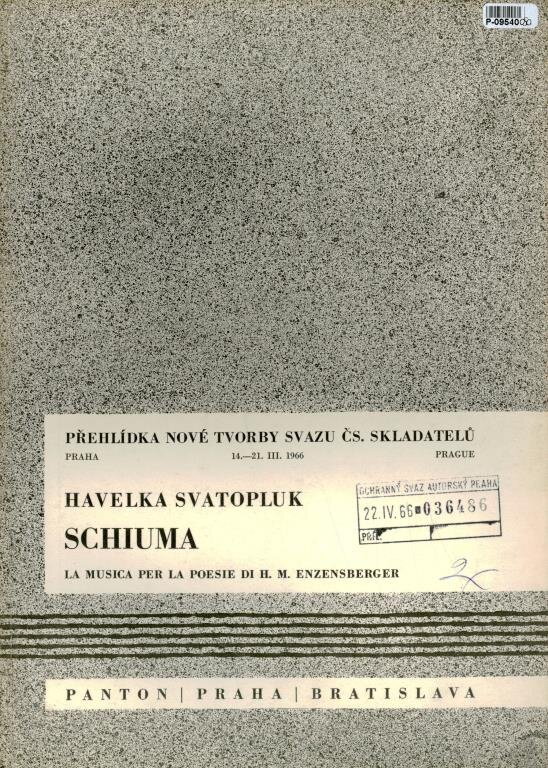 P-095400
PŘEHLÍDKA NOVÉ TVORBY SVAZU ČS. SKLADATELŮ
PRAHA 14.—21. III. 1966 PRAGUE
HAVELKA SVATOPLUK
SCHIUMA
LA MUSICA PER LA POESIE DI H. M. ENZENSBERGER
OCHRANNÝ SVAZ AUTORSKÝ PRAHA
22. IV. 66 036486
PANTON | PRAHA | BRATISLAVA